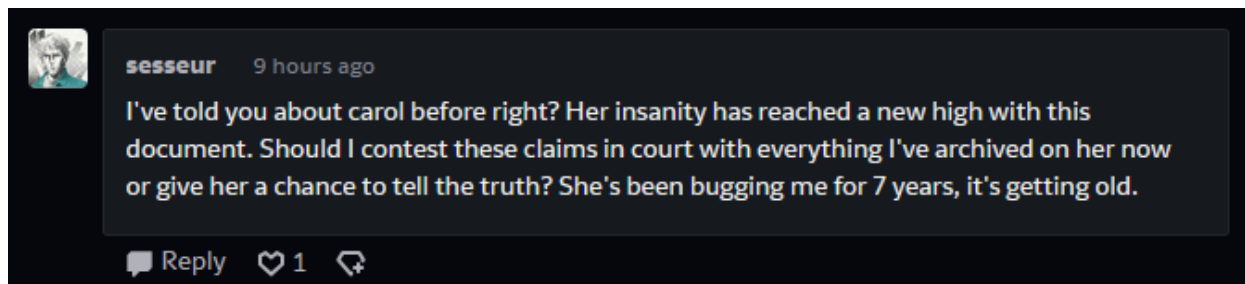 sesseur 9 hours ago
I've told you about carol before right? Her insanity has reached a new high with this
document. Should I contest these claims in court with everything I've archived on her now
or give her a chance to tell the truth? She's been bugging me for 7 years, it's getting old.
Reply 1